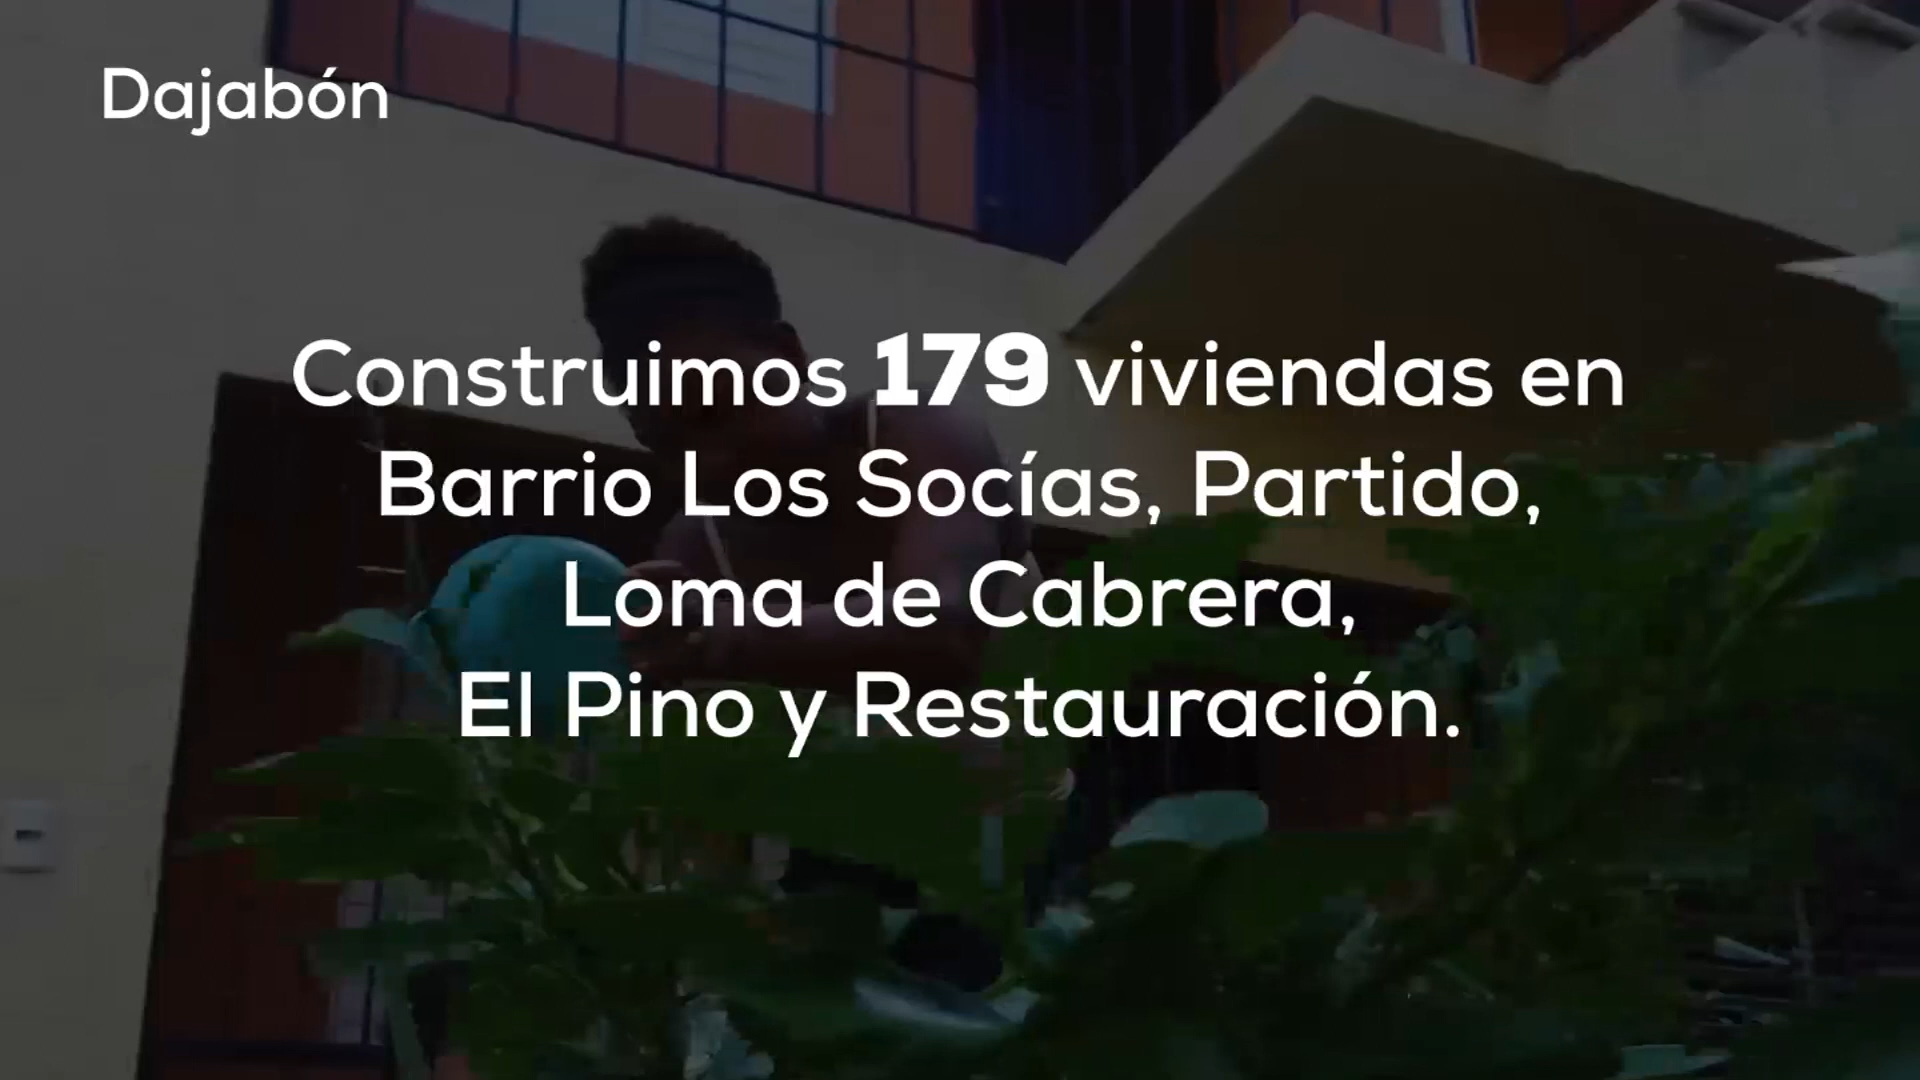 Dajabón
Construimos 179 viviendas en
Barrio Los Socías, Partido,
Loma de Cabrera,
El Pino y Restauración.